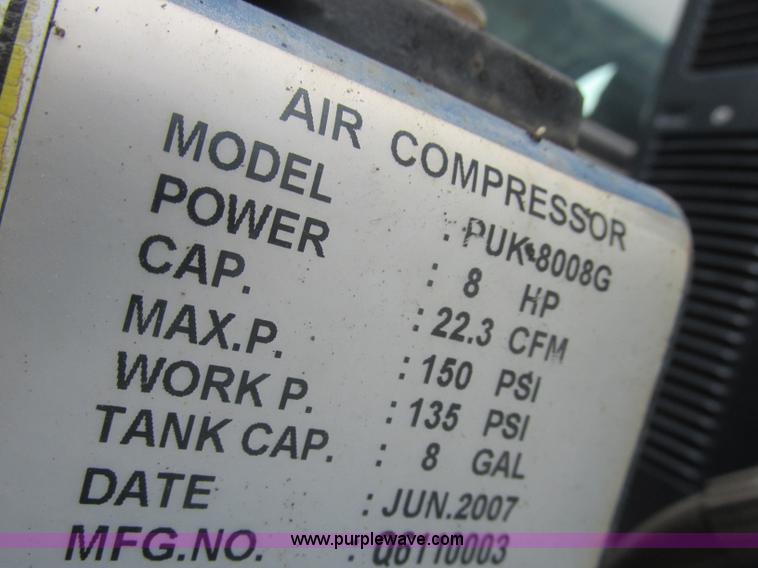 AIR COMPRESSOR
MODEL : PUK-8008G
POWER : 8 HP
CAP. : 22.3 CFM
MAX.P. : 150 PSI
WORK P. : 135 PSI
TANK CAP. : 8 GAL
DATE : JUN.2007
MFG.NO. : Q6110003
www.purplewave.com